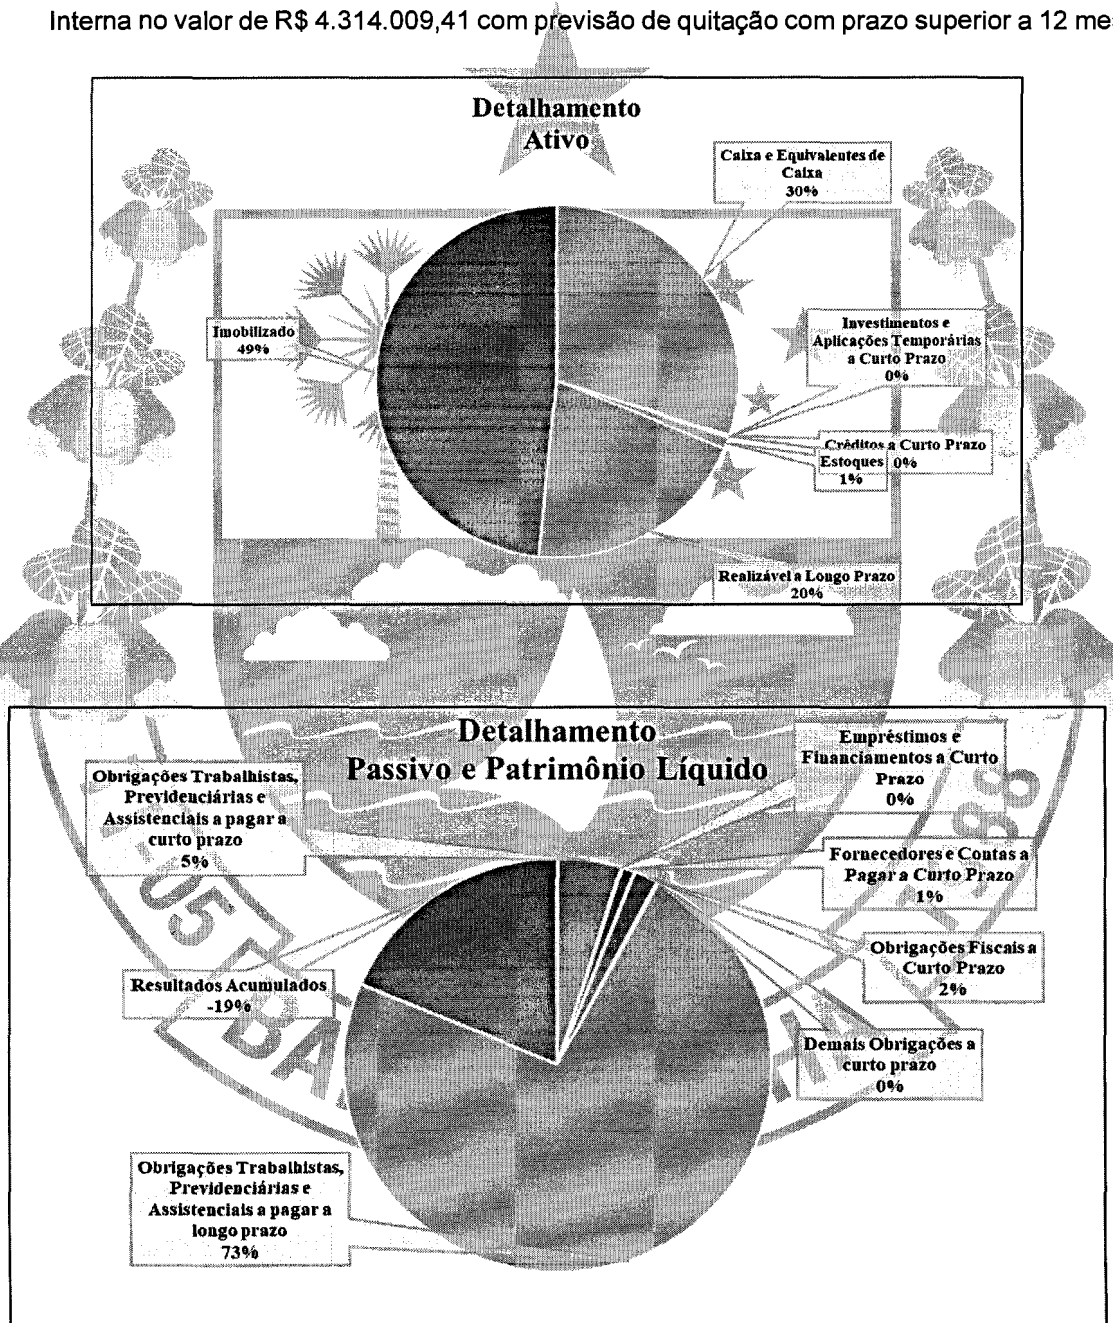 Interna no valor de R$ 4.314.009,41 com previsão de quitação com prazo superior a 12
Detalhamento
Ativo
Caixa e Equivalentes de
Caixa
30%
Imobilizado
49%
Investimentos e
Aplicações Temporárias
a Curto Prazo
0%
Créditos a Curto Prazo
0%
Estoques
1%
Realizável a Longo Prazo
20%
Detalhamento
Passivo e Patrimônio Líquido
Empréstimos e
Financiamentos a Curto
Prazo
0%
Obrigações Trabalhistas,
Previdenciárias e
Assistenciais a pagar a
curto prazo
5%
Fornecedores e Contas a
Pagar a Curto Prazo
1%
Obrigações Fiscais a
Curto Prazo
2%
Resultados Acumulados
-19%
Demais Obrigações a
curto prazo
0%
Obrigações Trabalhistas,
Previdenciárias e
Assistenciais a pagar a
longo prazo
73%